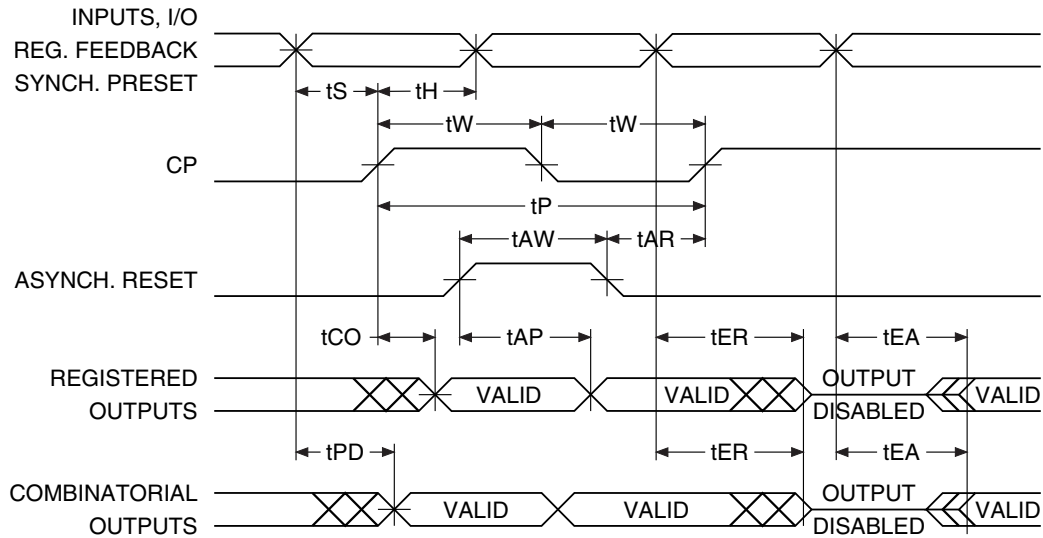 INPUTS, I/O
REG. FEEDBACK
SYNCH. PRESET
tS tH
tW tW
CP
tP
tAW tAR
ASYNCH. RESET
tCO tAP tER tEA
REGISTERED
OUTPUTS
VALID VALID OUTPUT
DISABLED VALID
tPD tER tEA
COMBINATORIAL
OUTPUTS
VALID VALID OUTPUT
DISABLED VALID